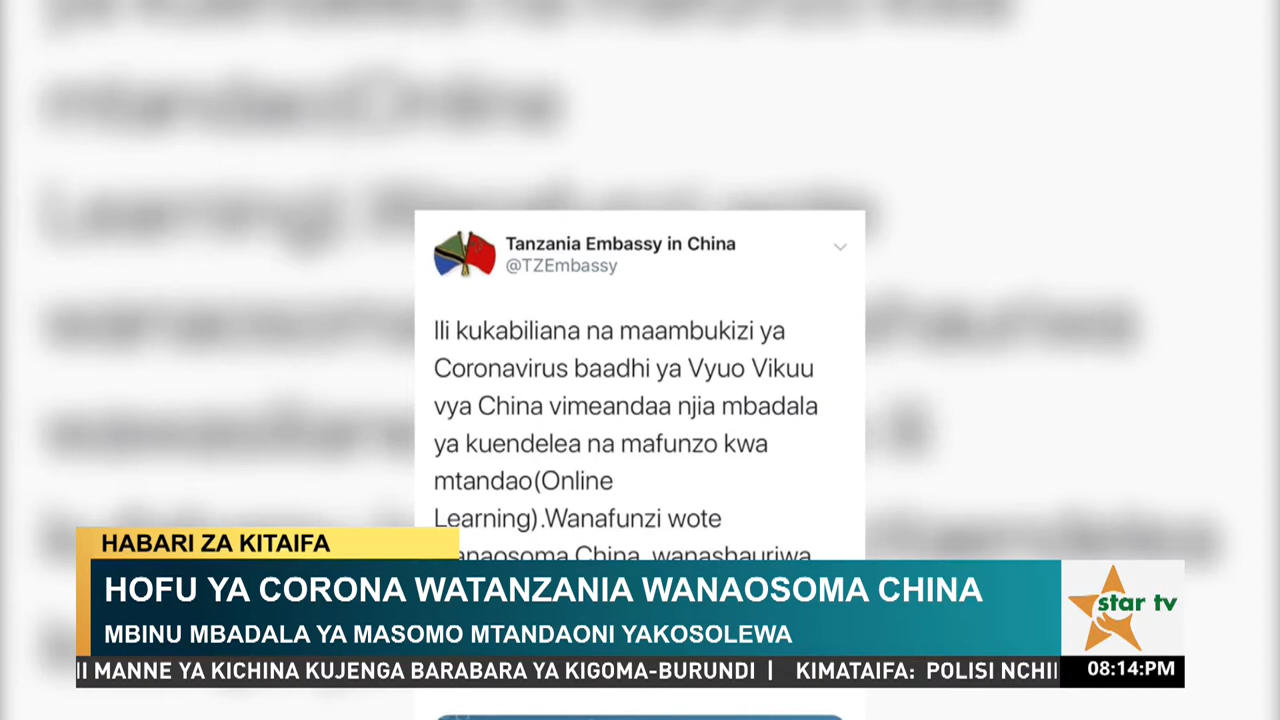 Tanzania Embassy in China
@TZEmbassy
Ili kukabiliana na maambukizi ya
Coronavirus baadhi ya Vyuo Vikuu
vya China vimeandaa njia mbadala
ya kuendelea na mafunzo kwa
mtandao(Online
Learning).Wanafunzi wote
wanaosoma China, wanashauriwa
HABARI ZA KITAIFA
HOFU YA CORONA WATANZANIA WANAOSOMA CHINA
MBINU MBADALA YA MASOMO MTANDAONI YAKOSOLEWA
star tv
MANNE YA KICHINA KUJENGA BARABARA YA KIGOMA-BURUNDI | KIMATAIFA: POLISI
08:14:PM